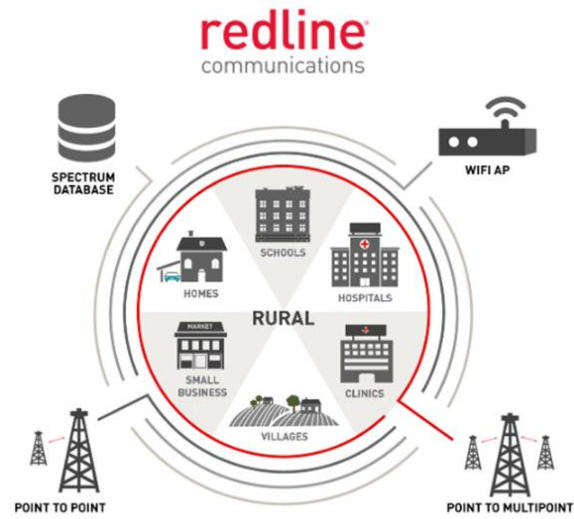 redline
communications
SPECTRUM
DATABASE
WIFI AP
SCHOOLS
HOMES
HOSPITALS
RURAL
MARKET
SMALL
BUSINESS
CLINICS
VILLAGES
POINT TO POINT
POINT TO MULTIPOINT